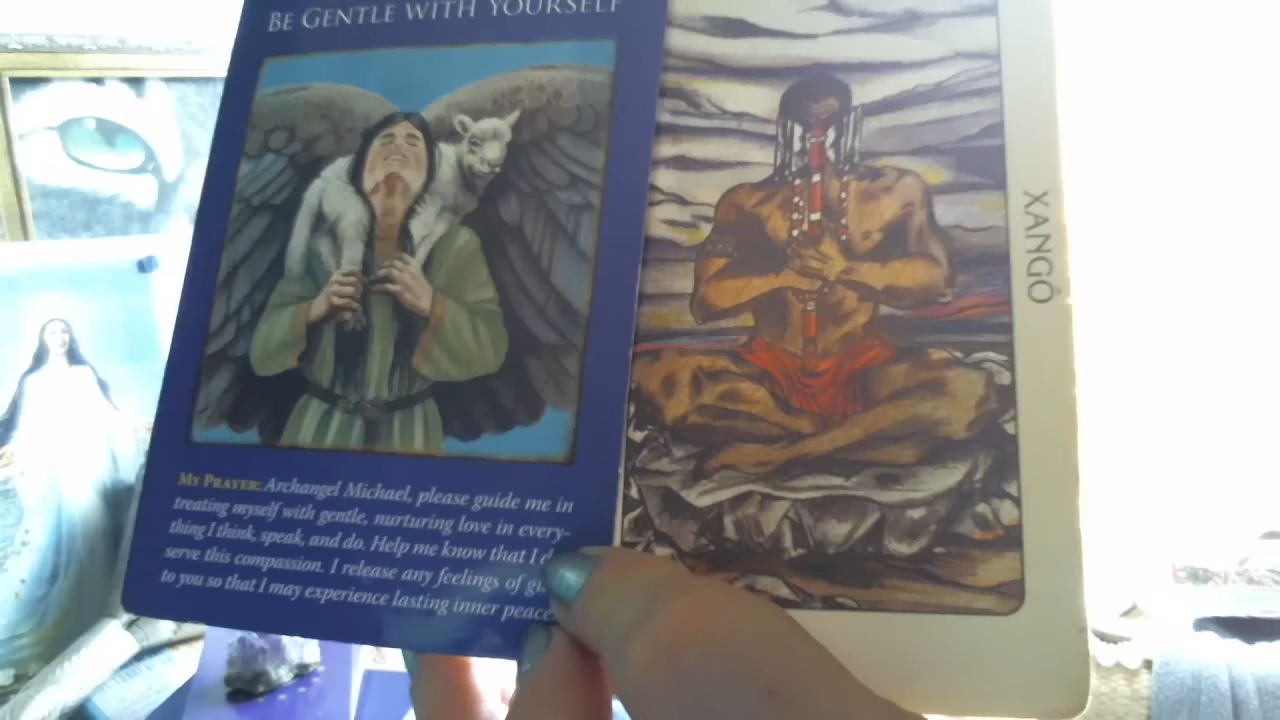 BE GENTLE WITH YOURSELF
MY PRAYER: Archangel Michael, please guide me in
treating myself with gentle, nurturing love in every-
thing I think, speak, and do. Help me know that I
serve this compassion. I release any feelings of
to you so that I may experience lasting inner peace.
XANGÔ